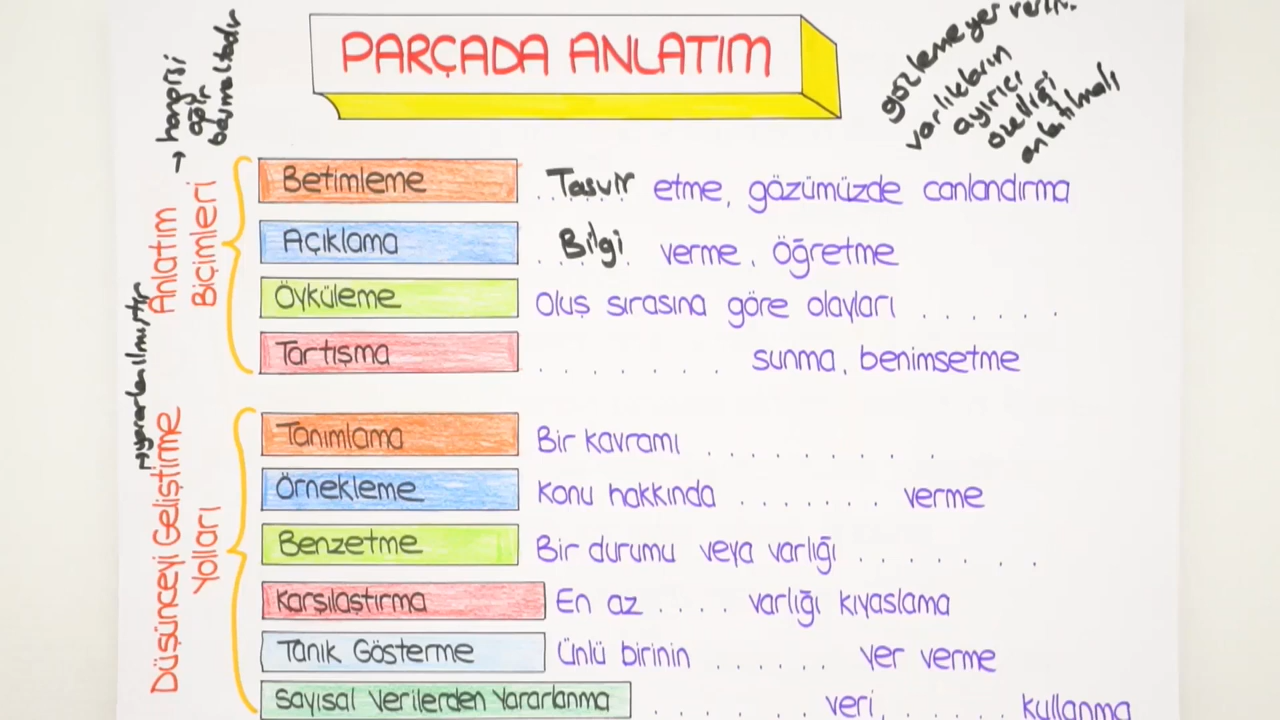 PARÇADA ANLATIM
→ hangisi
ağır
basmaktadır
gözleme yer verir.
varlıkların
ayırıcı
özelliği
anlatılmalı
Anlatım
Biçimleri
Betimleme Tasvir etme, gözümüzde canlandırma
Açıklama Bilgi verme, öğretme
Öyküleme Oluş sırasına göre olayları . . . . . .
Tartışma . . . . . . . sunma, benimsetme
→yararlanılmıştır
Düşünceyi Geliştirme
Yolları
Tanımlama Bir kavramı . . . . . . . . . .
Örnekleme Konu hakkında . . . . . . verme
Benzetme Bir durumu veya varlığı . . . . . . .
Karşılaştırma En az . . . . varlığı kıyaslama
Tanık Gösterme Ünlü birinin . . . . . . yer verme
Sayısal Verilerden Yararlanma . . . . . . . veri, . . . . . . kullanma